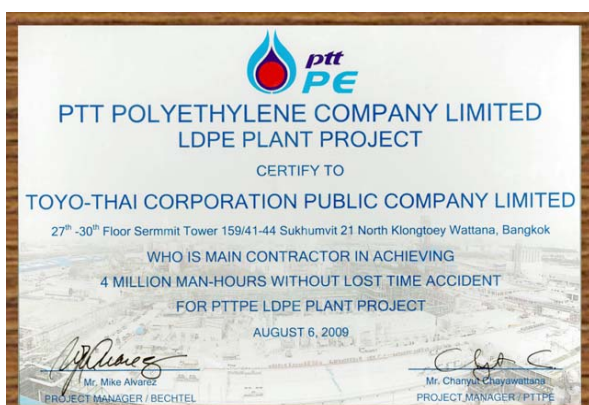 ptt
PE
PTT POLYETHYLENE COMPANY LIMITED
LDPE PLANT PROJECT
CERTIFY TO
TOYO-THAI CORPORATION PUBLIC COMPANY LIMITED
27th -30th Floor Sermmit Tower 159/41-44 Sukhumvit 21 North Klongtoey Wattana, Bangkok
WHO IS MAIN CONTRACTOR IN ACHIEVING
4 MILLION MAN-HOURS WITHOUT LOST TIME ACCIDENT
FOR PTTPE LDPE PLANT PROJECT
AUGUST 6, 2009
Mr. Mike Alvarez
PROJECT MANAGER / BECHTEL
Mr. Chanyut Chayawattana
PROJECT MANAGER / PTTPE